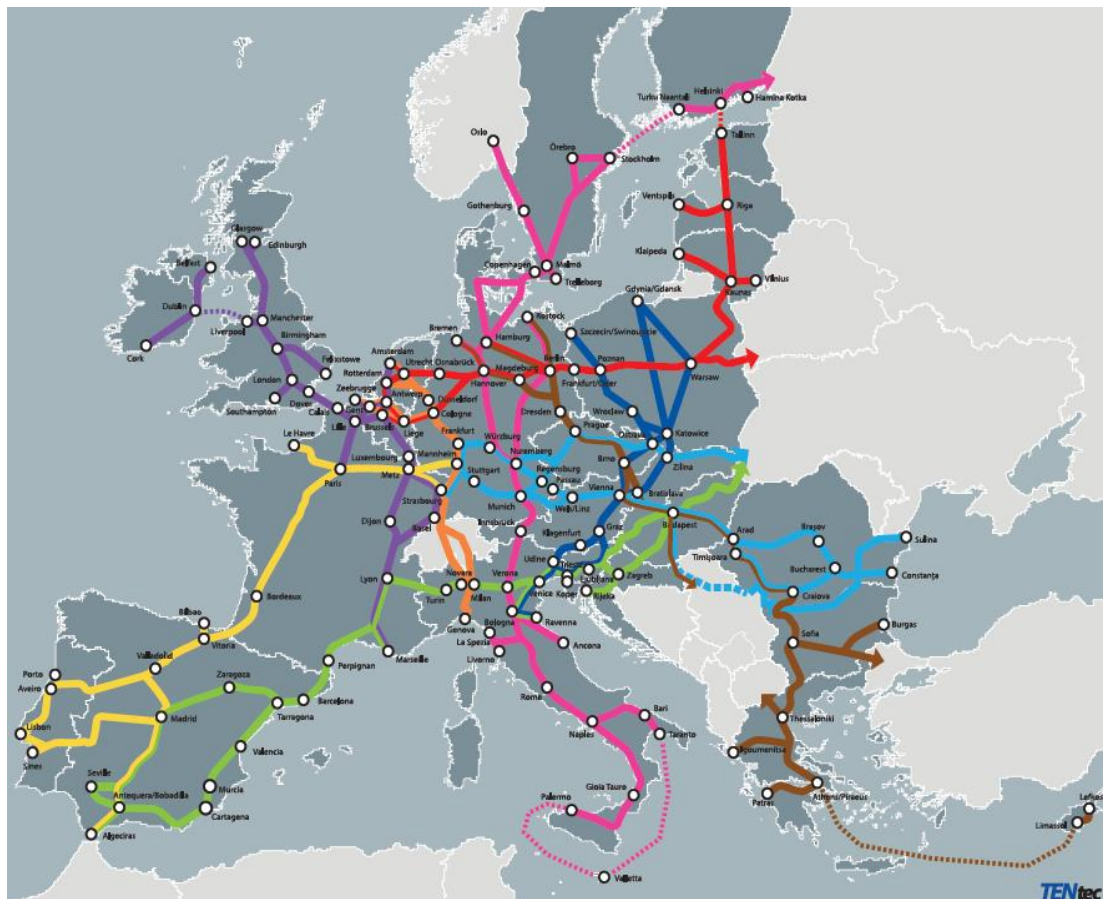 Turku Naantali
Helsinki
Hamina Kotka
Oslo
Örebro
Stockholm
Tallinn
Gothenburg
Ventspils
Riga
Glasgow
Edinburgh
Belfast
Klaipeda
Copenhagen
Malmö
Trelleborg
Vilnius
Kaunas
Gdynia/Gdansk
Dublin
Liverpool
Manchester
Cork
Birmingham
Felixstowe
Bremen
Rostock
Hamburg
Szczecin/Swinoujscie
Amsterdam
Utrecht
Osnabrück
Rotterdam
Magdeburg
Hannover
Berlin
Frankfurt/Oder
Poznan
Warsaw
London
Southampton
Dover
Zeebrugge
Calais
Gent
Antwerp
Düsseldorf
Cologne
Dresden
Wroclaw
Lille
Brussels
Liège
Le Havre
Frankfurt
Würzburg
Prague
Ostrava
Katowice
Luxembourg
Mannheim
Metz
Nuremberg
Brno
Zilina
Paris
Stuttgart
Regensburg
Passau
Strasbourg
Munich
Wels/Linz
Vienna
Bratislava
Dijon
Basel
Innsbruck
Klagenfurt
Graz
Budapest
Arad
Braşov
Sulina
Timişoara
Lyon
Novara
Verona
Udine
Trieste
Ljubljana
Zagreb
Bucharest
Constanţa
Turin
Milan
Venice
Koper
Rijeka
Craiova
Bordeaux
Genova
Bologna
Ravenna
La Spezia
Ancona
Livorno
Marseille
Sofia
Burgas
Bilbao
Vitoria
Porto
Valladolid
Aveiro
Zaragoza
Perpignan
Barcelona
Tarragona
Madrid
Lisbon
Sines
Valencia
Roma
Naples
Bari
Taranto
Thessaloniki
Igoumenitsa
Seville
Murcia
Antequera/Bobadilla
Cartagena
Algeciras
Gioia Tauro
Palermo
Valletta
Patras
Athens/Piraeus
Limassol
TENtec